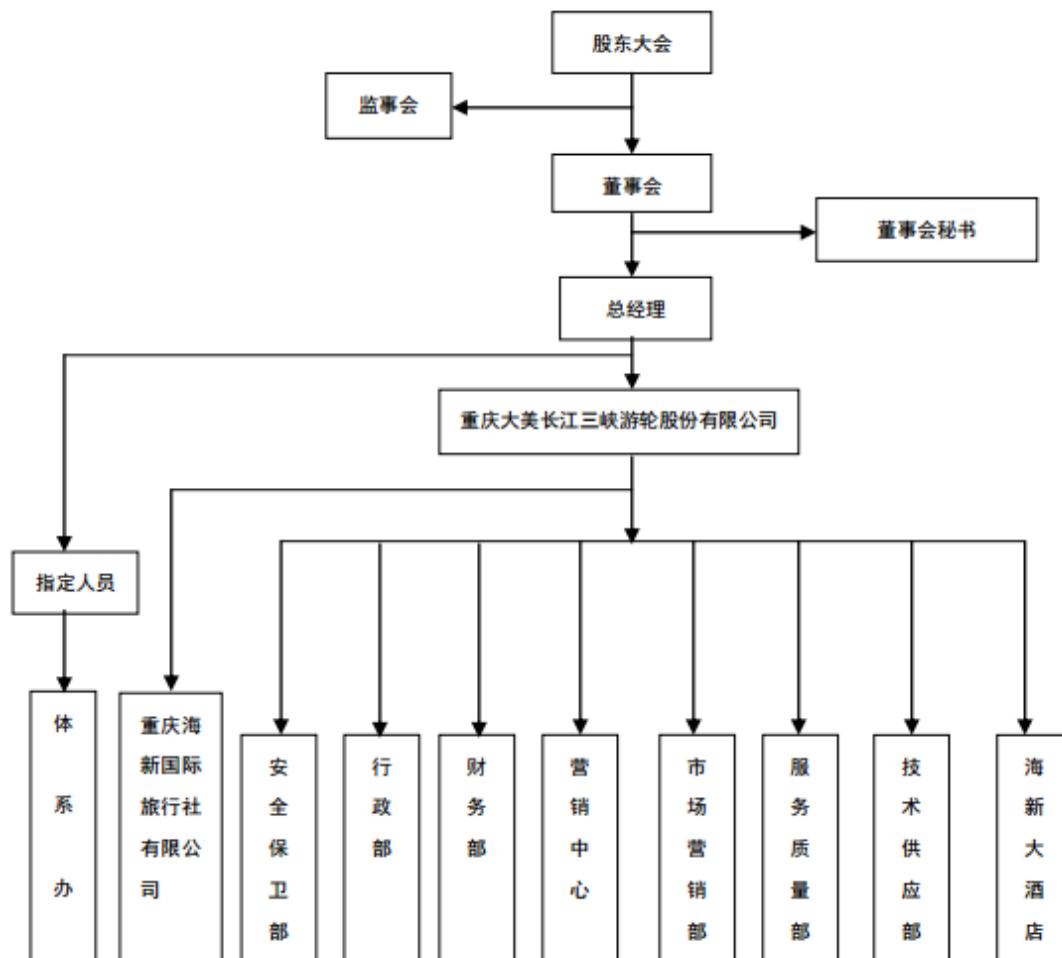 股东大会
监事会
董事会
董事会秘书
总经理
重庆大美长江三峡游轮股份有限公司
指定人员
体系办
重庆海
新国际
旅行社
有限公
司
安全保卫部
行政部
财务部
营销中心
市场营销部
服务质量部
技术供应部
海新大酒店